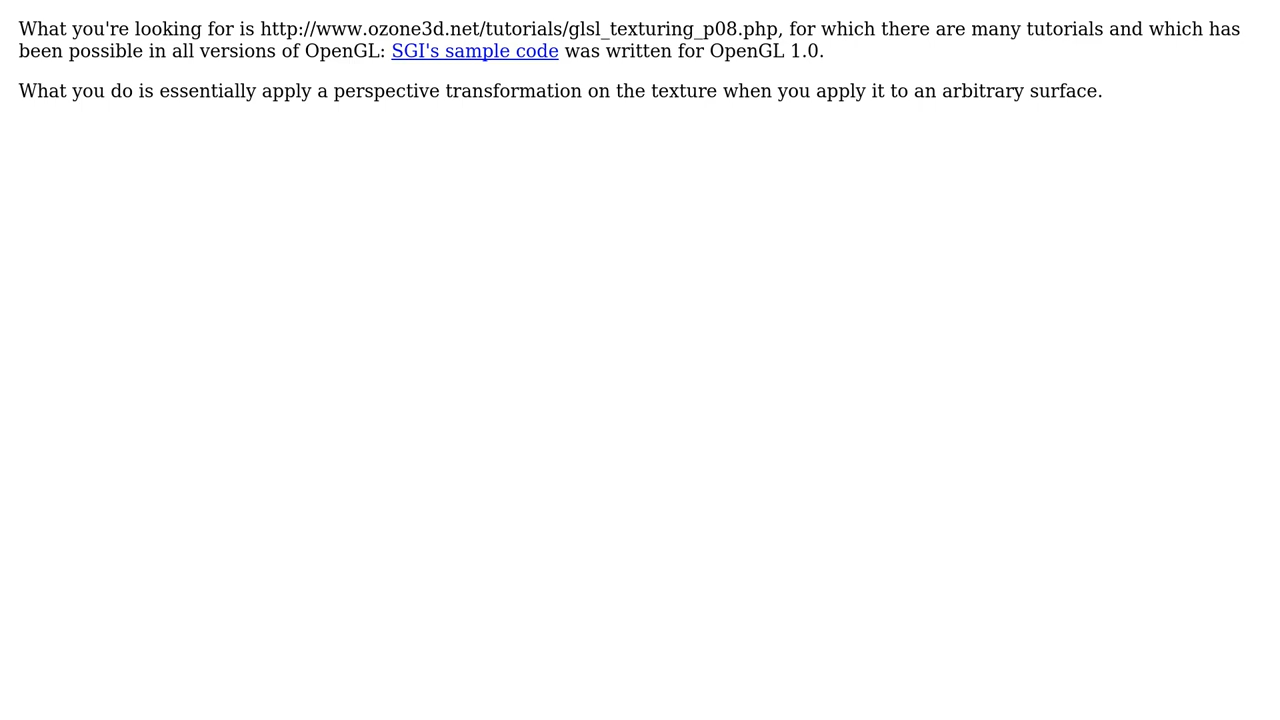 What you're looking for is http://www.ozone3d.net/tutorials/glsl_texturing_p08.php, for which there are many tutorials and which has
been possible in all versions of OpenGL: SGI's sample code was written for OpenGL 1.0.
What you do is essentially apply a perspective transformation on the texture when you apply it to an arbitrary surface.